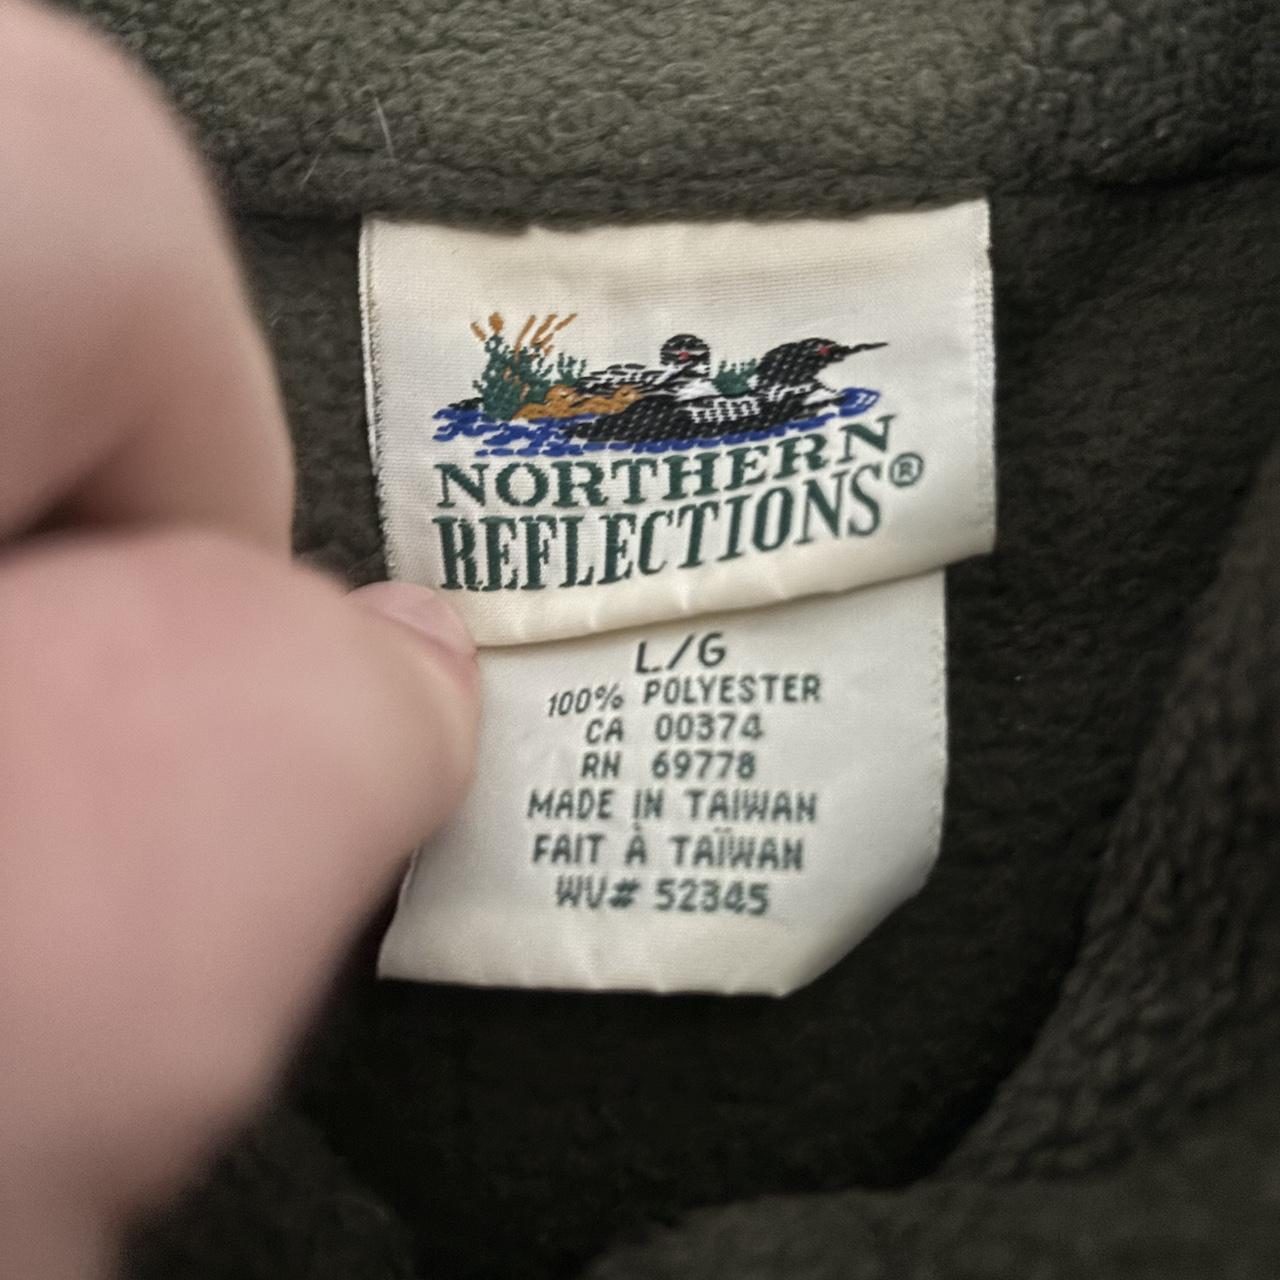 NORTHERN
REFLECTIONS®
L/G
100% POLYESTER
CA 00374
RN 69778
MADE IN TAIWAN
FAIT À TAÏWAN
WV# 52345